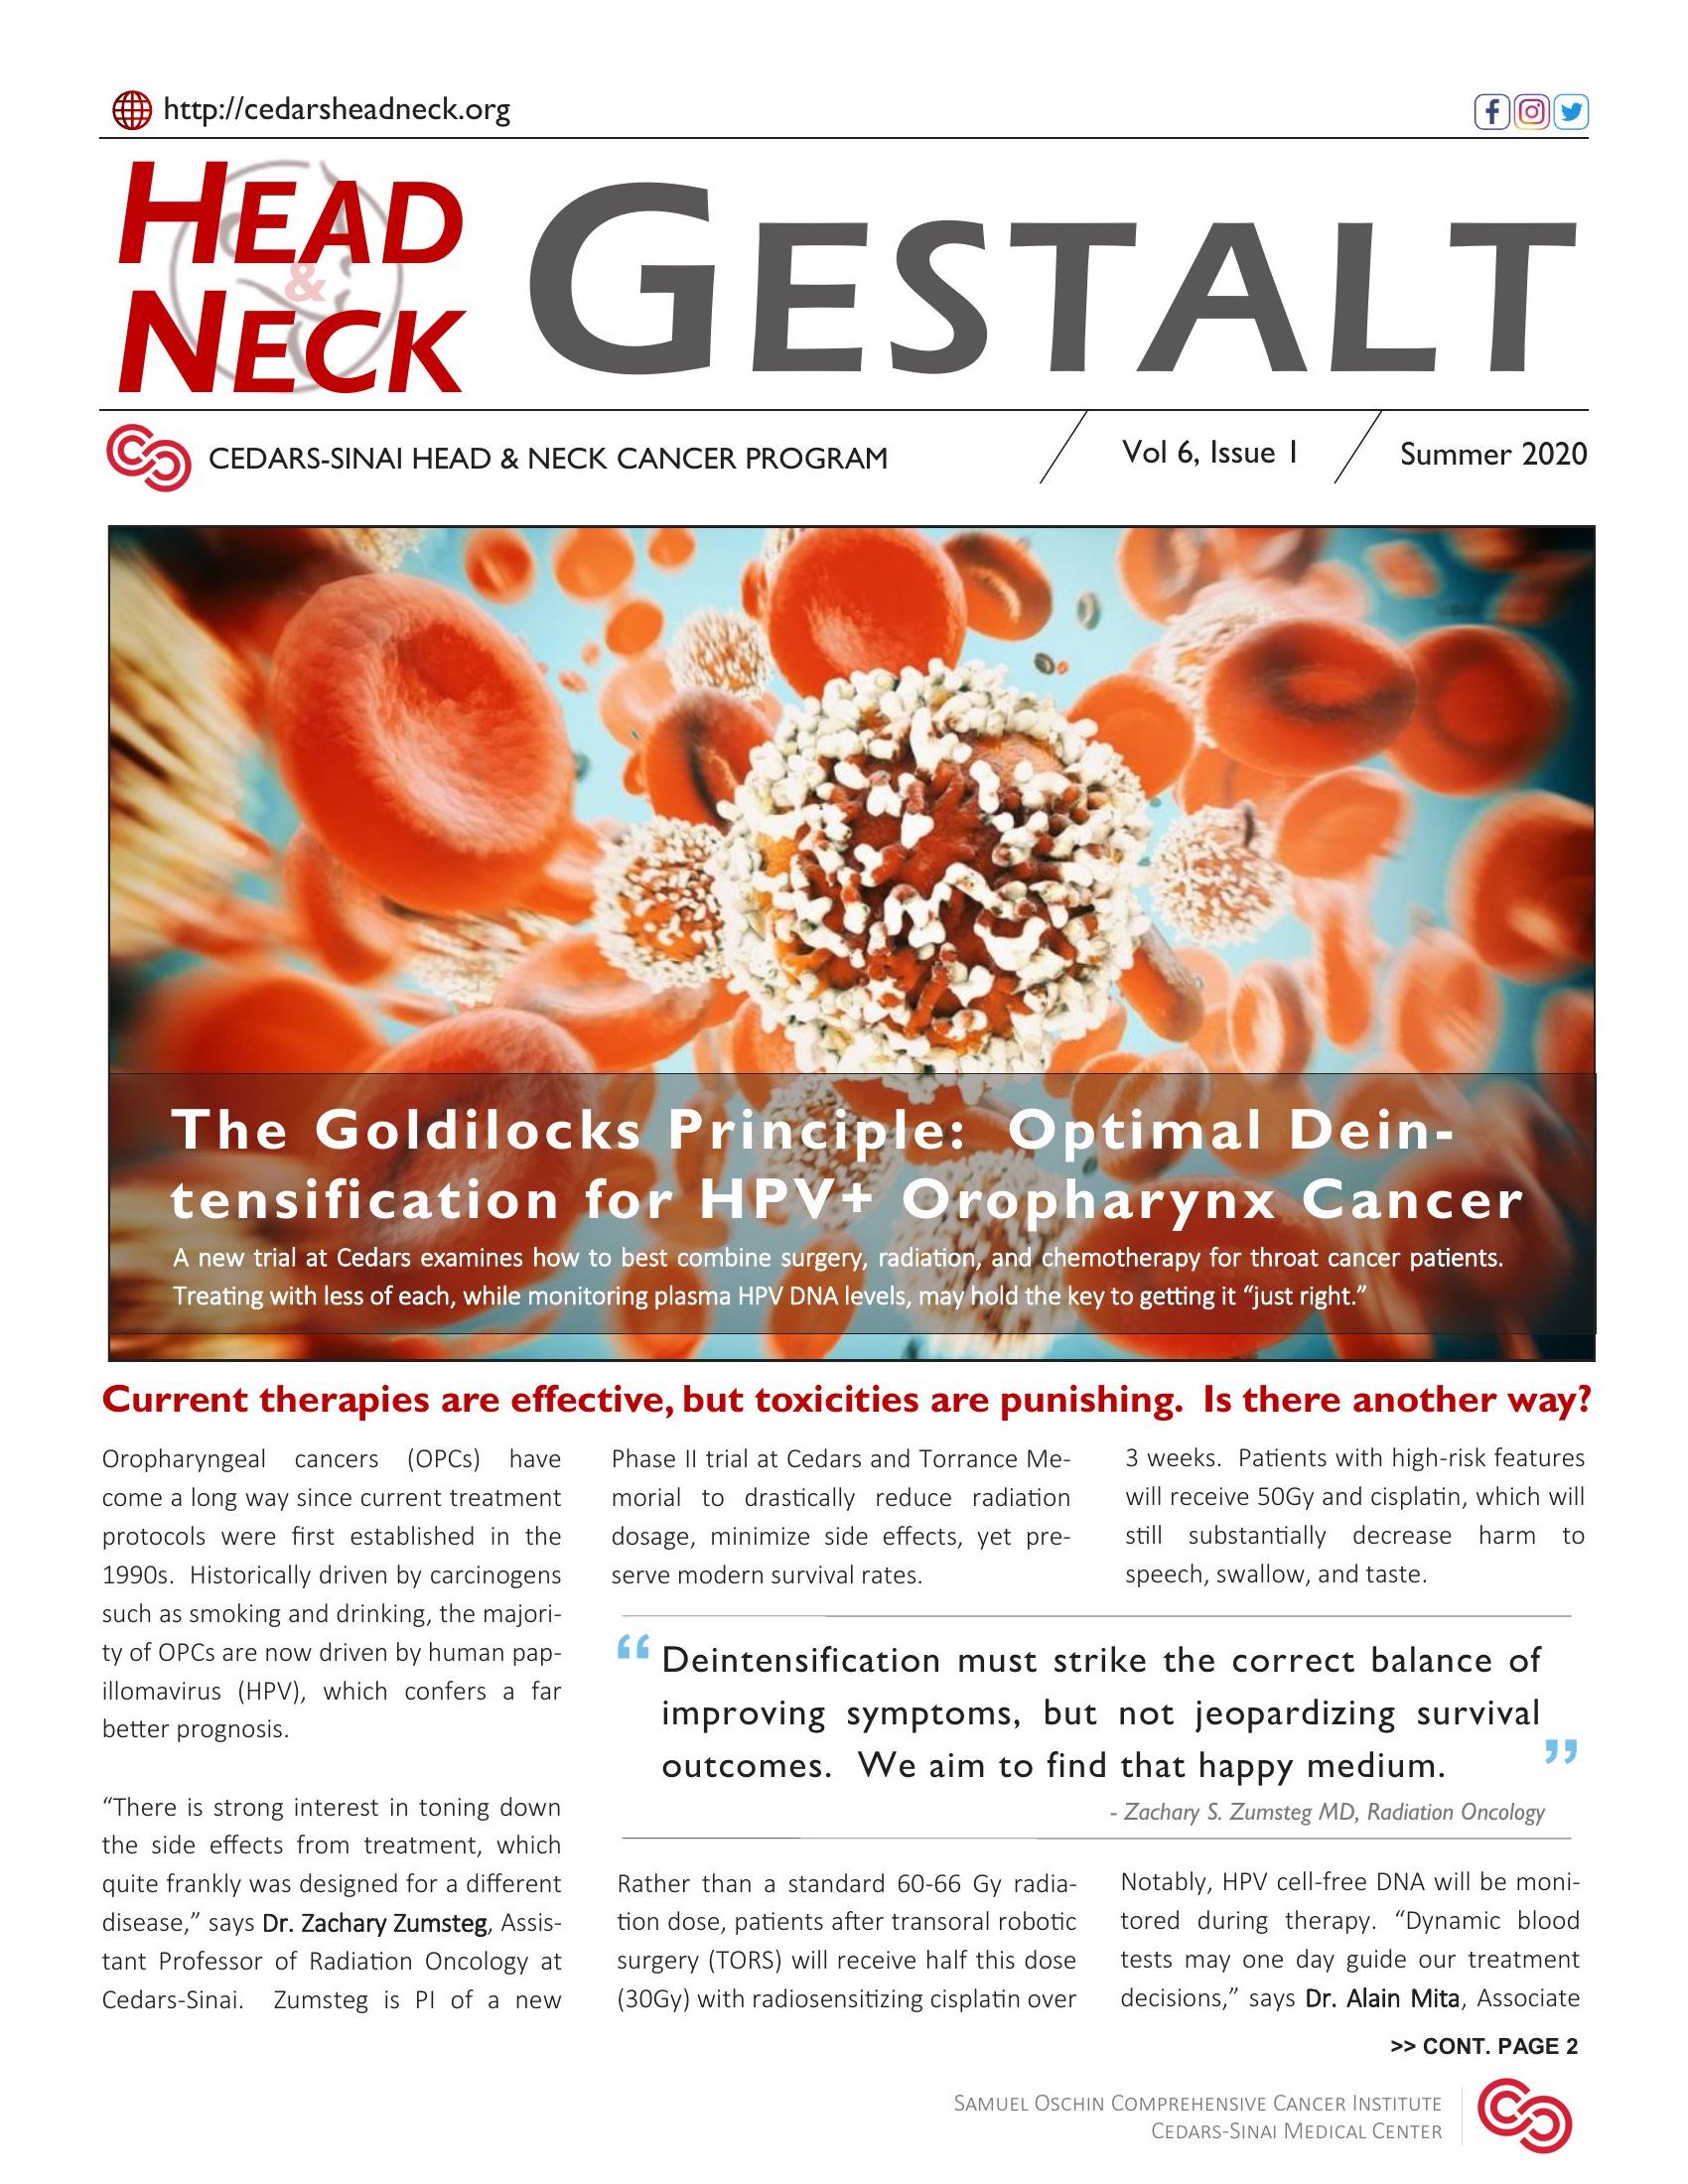 http://cedarsheadneck.org
HEAD
&
NECK
GESTALT
CEDARS-SINAI HEAD & NECK CANCER PROGRAM
Vol 6, Issue 1
Summer 2020
The Goldilocks Principle: Optimal Dein-
tensification for HPV+ Oropharynx Cancer
A new trial at Cedars examines how to best combine surgery, radiation, and chemotherapy for throat cancer patients.
Treating with less of each, while monitoring plasma HPV DNA levels, may hold the key to getting it “just right.”
Current therapies are effective, but toxicities are punishing. Is there another way?
Oropharyngeal cancers (OPCs) have
come a long way since current treatment
protocols were first established in the
1990s. Historically driven by carcinogens
such as smoking and drinking, the majori-
ty of OPCs are now driven by human pap-
illomavirus (HPV), which confers a far
better prognosis.
“There is strong interest in toning down
the side effects from treatment, which
quite frankly was designed for a different
disease,” says Dr. Zachary Zumsteg, Assis-
tant Professor of Radiation Oncology at
Cedars-Sinai. Zumsteg is PI of a new
Phase II trial at Cedars and Torrance Me-
morial to drastically reduce radiation
dosage, minimize side effects, yet pre-
serve modern survival rates.
3 weeks. Patients with high-risk features
will receive 50Gy and cisplatin, which will
still substantially decrease harm to
speech, swallow, and taste.
“Deintensification must strike the correct balance of
improving symptoms, but not jeopardizing survival
outcomes. We aim to find that happy medium.”
- Zachary S. Zumsteg MD, Radiation Oncology
Rather than a standard 60-66 Gy radia-
tion dose, patients after transoral robotic
surgery (TORS) will receive half this dose
(30Gy) with radiosensitizing cisplatin over
Notably, HPV cell-free DNA will be moni-
tored during therapy. “Dynamic blood
tests may one day guide our treatment
decisions,” says Dr. Alain Mita, Associate
>> CONT. PAGE 2
SAMUEL OSCHIN COMPREHENSIVE CANCER INSTITUTE
CEDARS-SINAI MEDICAL CENTER